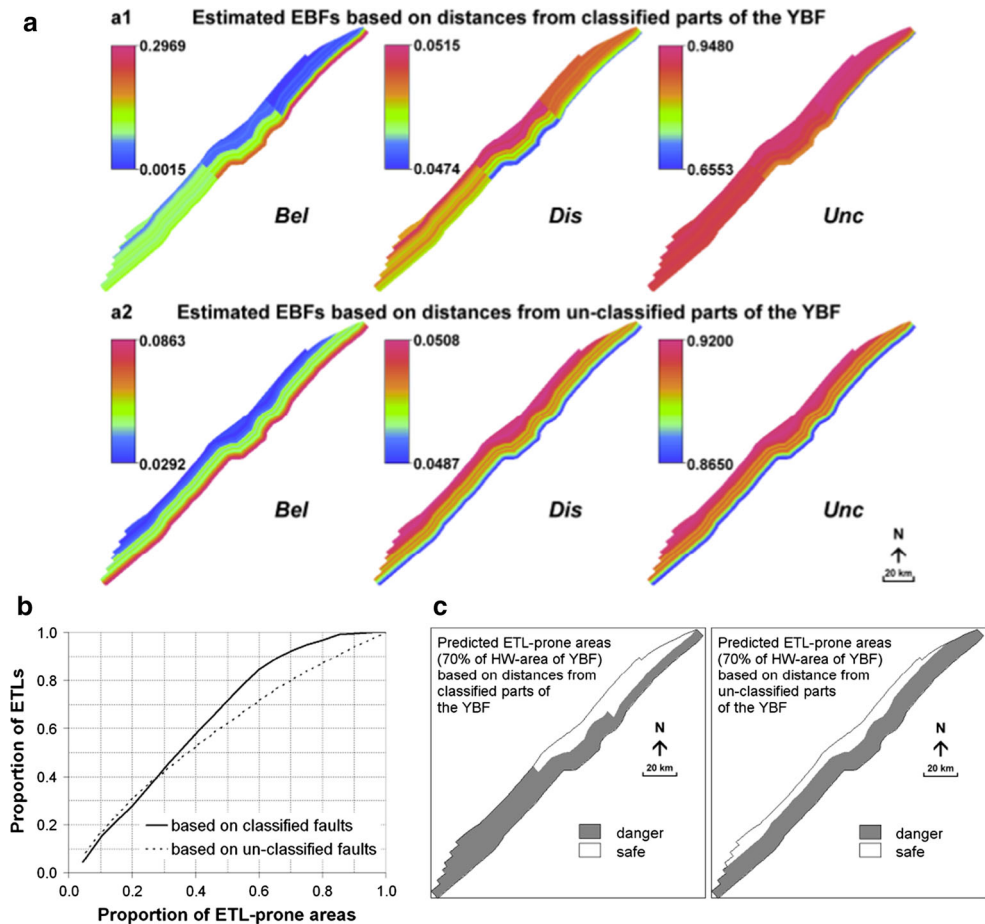 a
a1 Estimated EBFs based on distances from classified parts of the YBF
0.2969
0.0015
Bel
0.0515
0.0474
Dis
0.9480
0.6553
Unc
a2 Estimated EBFs based on distances from un-classified parts of the YBF
0.0863
0.0292
Bel
0.0508
0.0487
Dis
0.9200
0.8650
Unc
N
20 km
b
Proportion of ETLs
1.0
0.8
0.6
0.4
0.2
0.0
based on classified faults
based on un-classified faults
0.0 0.2 0.4 0.6 0.8 1.0
Proportion of ETL-prone areas
c
Predicted ETL-prone areas
(70% of HW-area of YBF)
based on distances from
classified parts of
the YBF
N
20 km
danger
safe
Predicted ETL-prone areas
(70% of HW-area of YBF)
based on distance from
un-classified parts
of the YBF
N
20 km
danger
safe